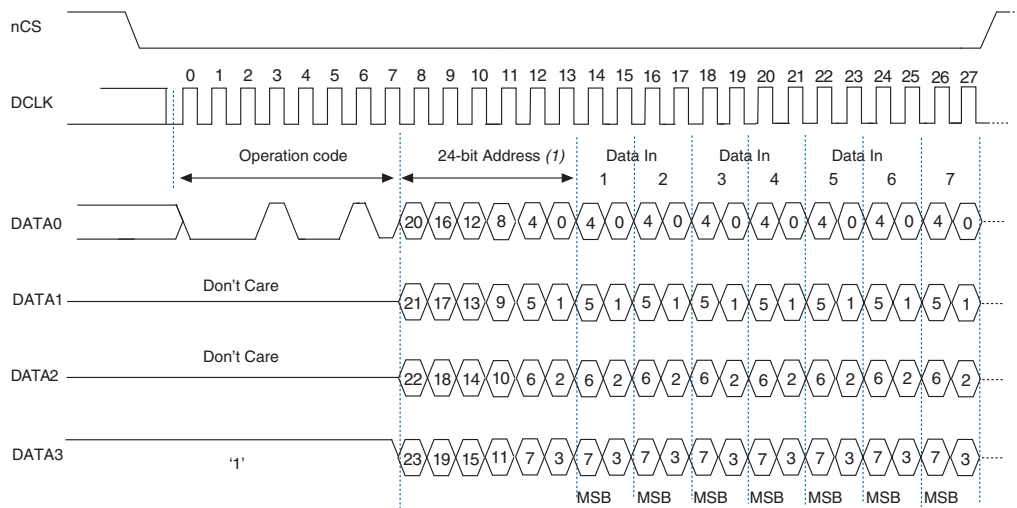 nCS
0 1 2 3 4 5 6 7 8 9 10 11 12 13 14 15 16 17 18 19 20 21 22 23 24 25 26 27
DCLK
Operation code 24-bit Address (1) Data In Data In Data In
1 2 3 4 5 6 7
DATA0 20 16 12 8 4 0 4 0 4 0 4 0 4 0 4 0 4 0 4 0
DATA1 Don't Care 21 17 13 9 5 1 5 1 5 1 5 1 5 1 5 1 5 1 5 1
DATA2 Don't Care 22 18 14 10 6 2 6 2 6 2 6 2 6 2 6 2 6 2 6 2
DATA3 '1' 23 19 15 11 7 3 7 3 7 3 7 3 7 3 7 3 7 3 7 3
MSB MSB MSB MSB MSB MSB MSB